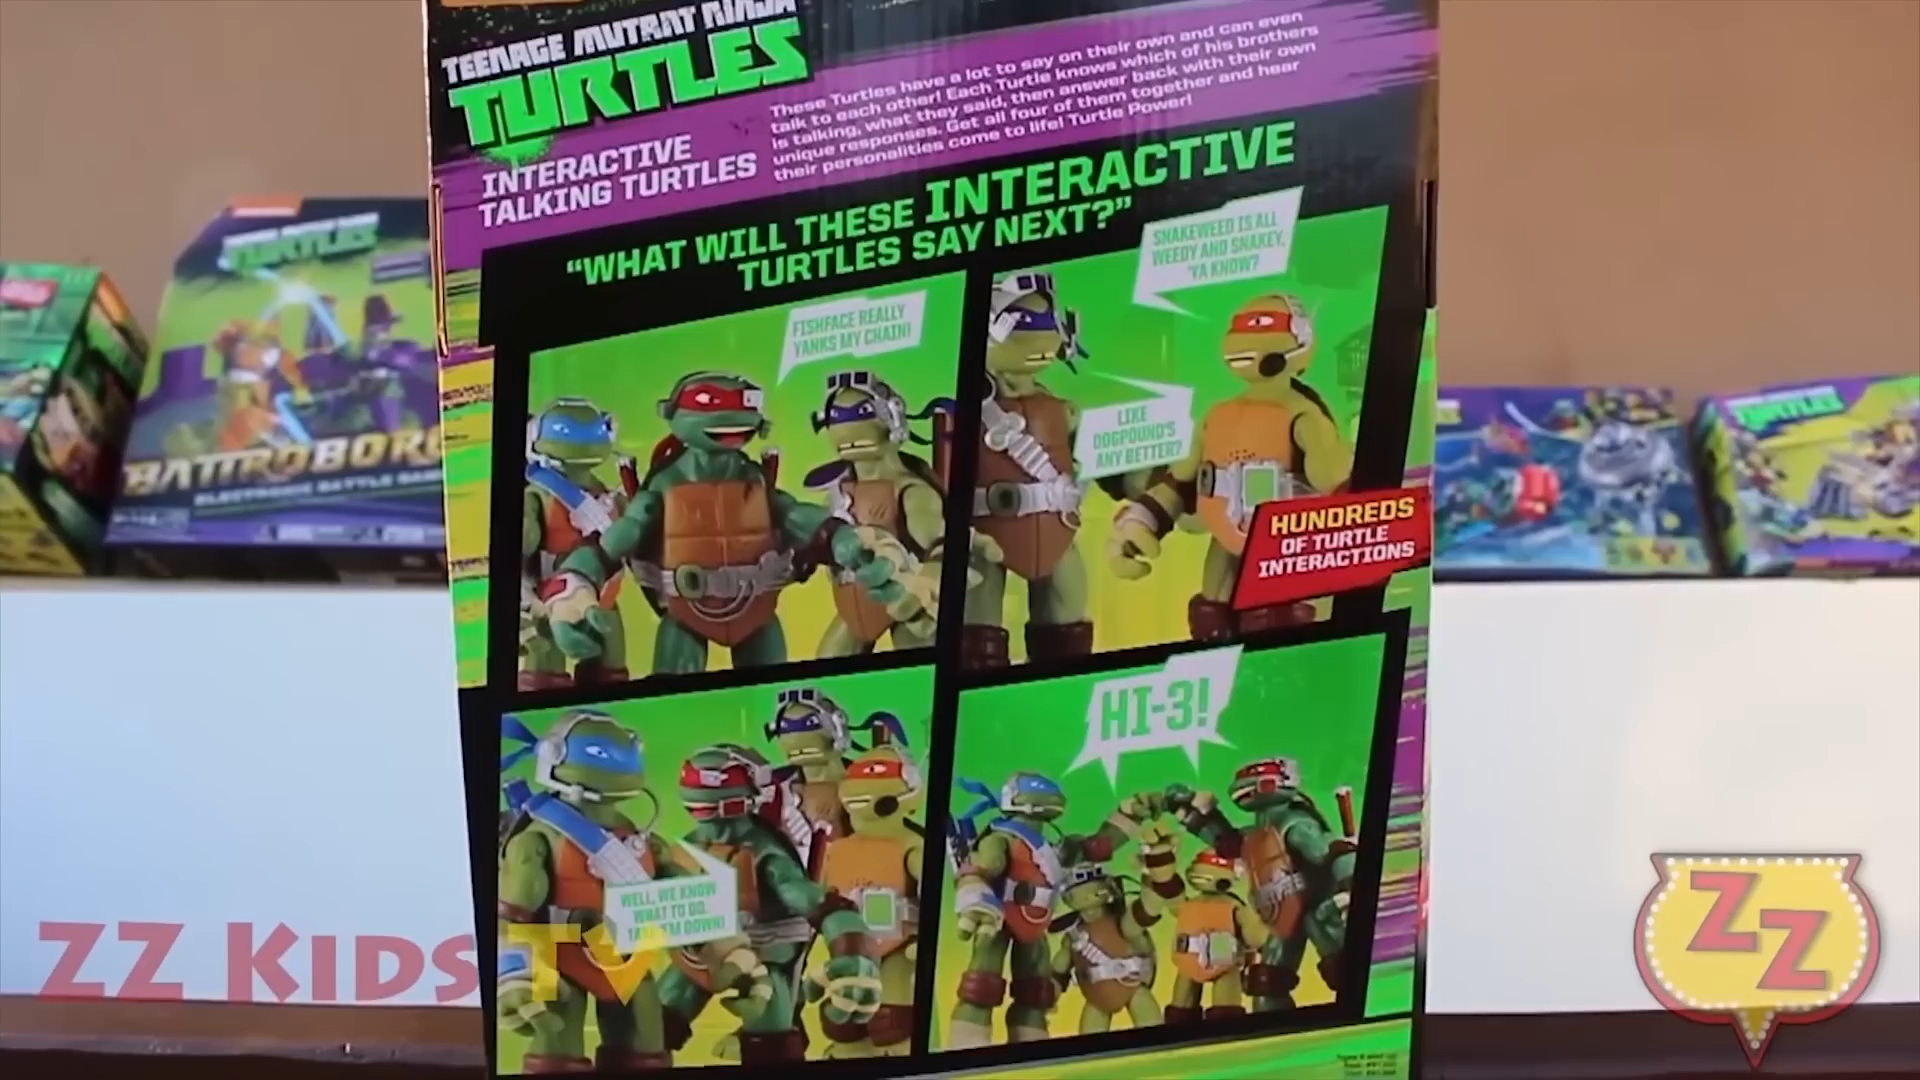 TEENAGE MUTANT NINJA
TURTLES
INTERACTIVE
TALKING TURTLES
These Turtles have a lot to say on their own and can even
talk to each other! Each Turtle knows which of his brothers
is talking, what they said, then answer back with their own
unique responses. Get all four of them together and hear
their personalities come to life! Turtle Power!
"WHAT WILL THESE INTERACTIVE
TURTLES SAY NEXT?"
FISHFACE REALLY
YANKS MY CHAIN!
SNAKEWEED IS ALL
WEEDY AND SNAKEY,
'YA KNOW?
LIKE
DOGPOUND'S
ANY BETTER?
HUNDREDS
OF TURTLE
INTERACTIONS
WELL, WE KNOW
WHAT TO DO.
DOWN!
HI-3!
TURTLES
ELECTRONIC BATTLE GAME
TURTLES
ZZ KIDS TV
ZZ